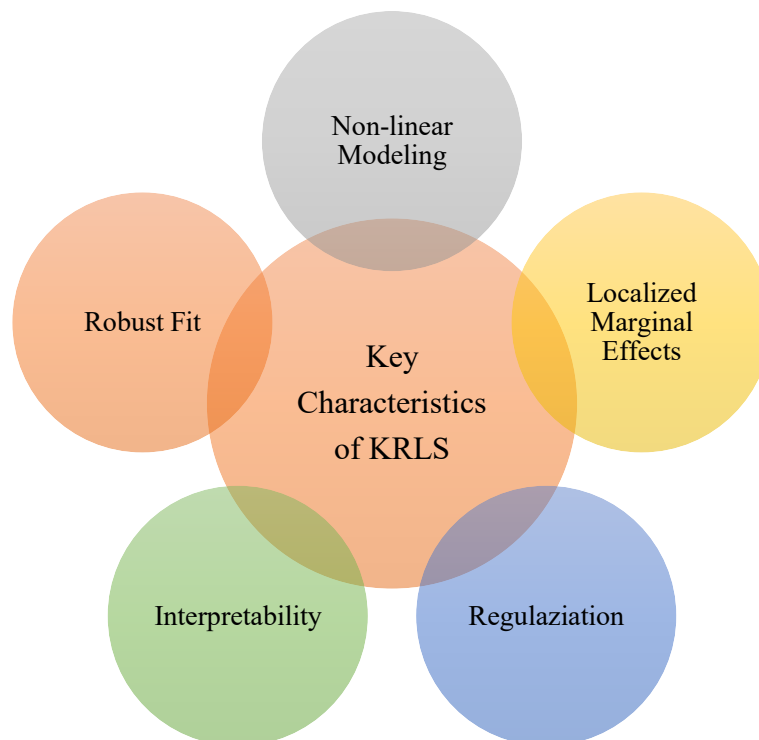 Non-linear
Modeling
Robust Fit
Localized
Marginal
Effects
Key
Characteristics
of KRLS
Interpretability
Regulaziation